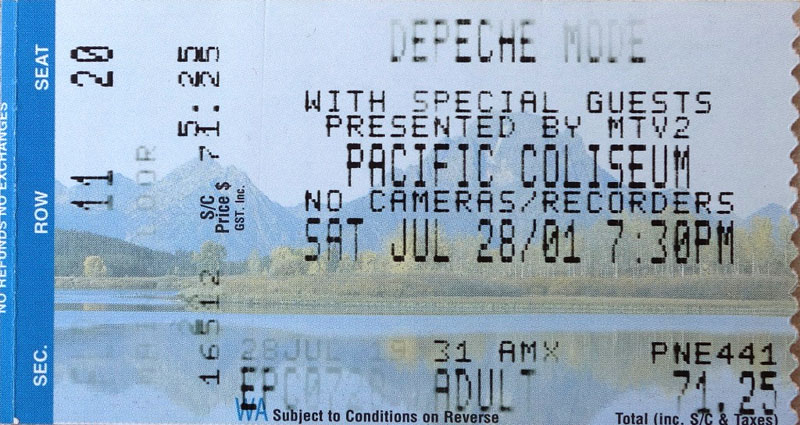 DEPECHE MODE
WITH SPECIAL GUESTS
PRESENTED BY MTV2
PACIFIC COLISEUM
NO CAMERAS/RECORDERS
SAT JUL 28/01 7:30PM
31 AMX PNE441
ADULT 71.25
WA Subject to Conditions on Reverse
Total (inc. S/C & Taxes)
SEAT 20
ROW 11
SEC.
S/C
Price $
GST. Inc.
71.25
NO REFUNDS NO EXCHANGES